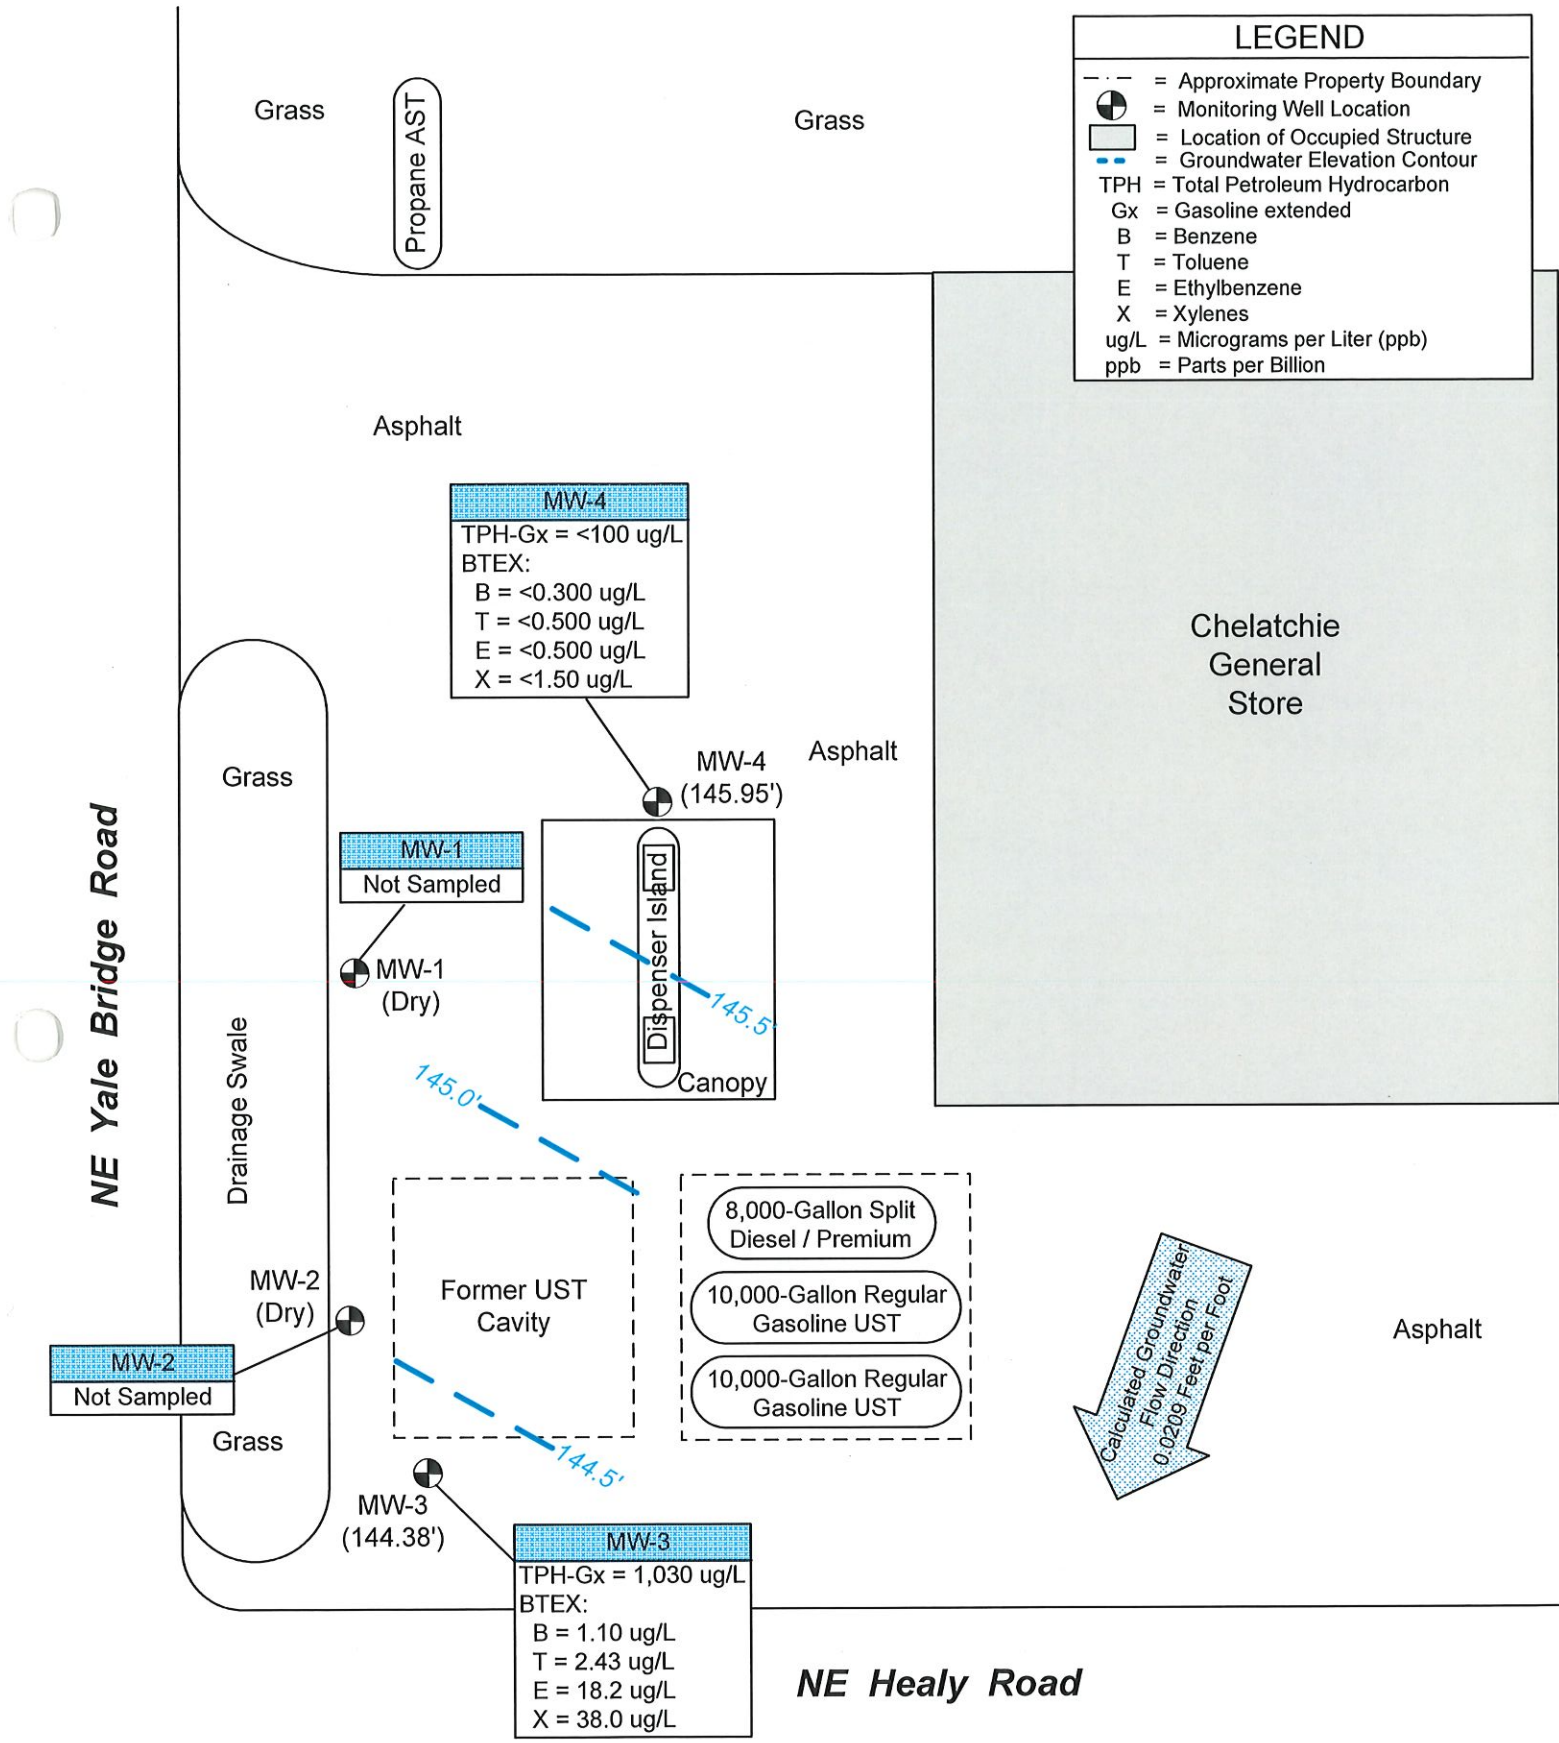 LEGEND
= Approximate Property Boundary
= Monitoring Well Location
= Location of Occupied Structure
= Groundwater Elevation Contour
TPH = Total Petroleum Hydrocarbon
Gx = Gasoline extended
B = Benzene
T = Toluene
E = Ethylbenzene
X = Xylenes
ug/L = Micrograms per Liter (ppb)
ppb = Parts per Billion
Grass
Propane AST
Grass
Asphalt
MW-4
TPH-Gx = <100 ug/L
BTEX:
B = <0.300 ug/L
T = <0.500 ug/L
E = <0.500 ug/L
X = <1.50 ug/L
Chelatchie
General
Store
MW-4
(145.95')
Asphalt
Grass
MW-1
Not Sampled
MW-1
(Dry)
Dispenser Island
145.5'
Canopy
NE Yale Bridge Road
Drainage Swale
145.0'
8,000-Gallon Split
Diesel / Premium
10,000-Gallon Regular
Gasoline UST
10,000-Gallon Regular
Gasoline UST
Former UST
Cavity
MW-2
(Dry)
MW-2
Not Sampled
Grass
144.5'
Calculated Groundwater
Flow Direction
0.0209 Feet per Foot
Asphalt
MW-3
(144.38')
MW-3
TPH-Gx = 1,030 ug/L
BTEX:
B = 1.10 ug/L
T = 2.43 ug/L
E = 18.2 ug/L
X = 38.0 ug/L
NE Healy Road